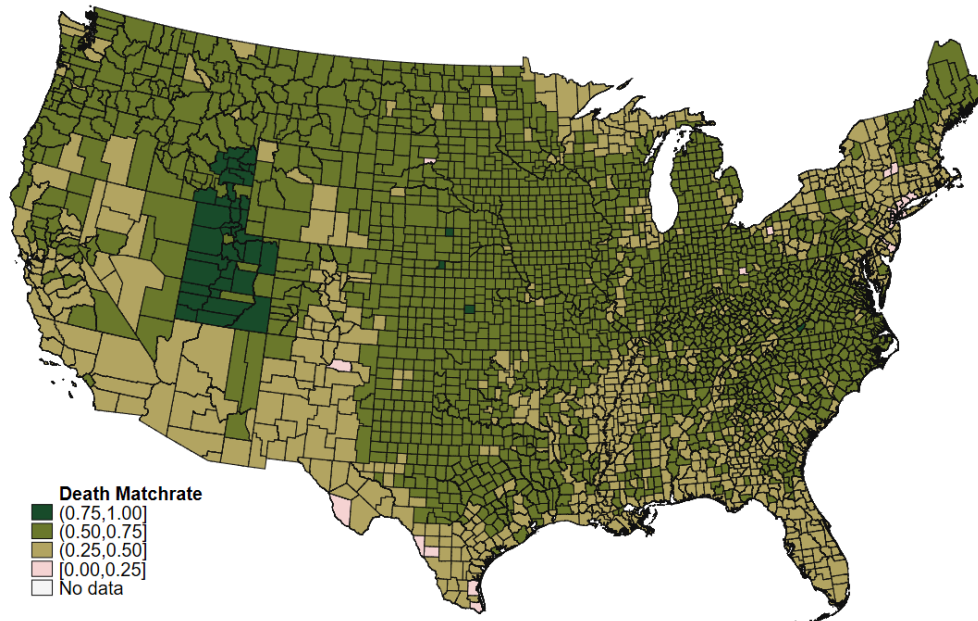 Death Matchrate
(0.75,1.00]
(0.50,0.75]
(0.25,0.50]
[0.00,0.25]
No data